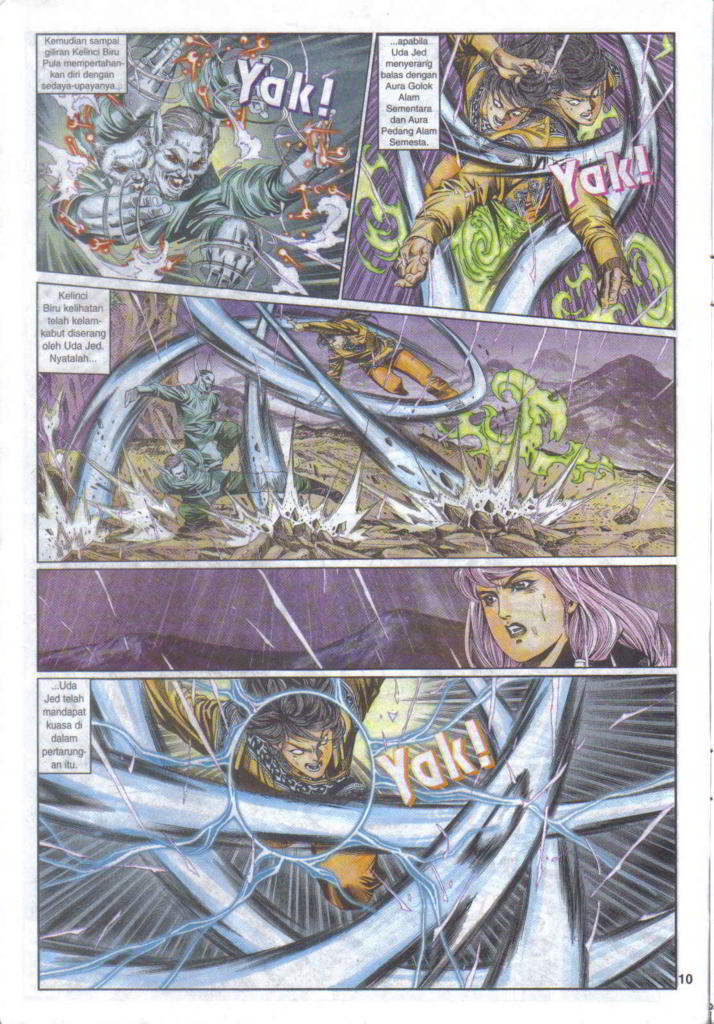 Kemudian sampai
giliran Kelinci Biru
Pula mempertahan-
kan diri dengan
sedaya-upayanya...
Yak!
...apabila
Uda Jed
menyerang
balas dengan
Aura Golok
Alam
Sementara
dan Aura
Pedang Alam
Semesta.
Yak!
Kelinci
Biru kelihatan
telah kelam-
kabut diserang
oleh Uda Jed.
Nyatalah...
...Uda
Jed telah
mandapat
kuasa di
dalam
pertarung-
an itu.
Yak!
10